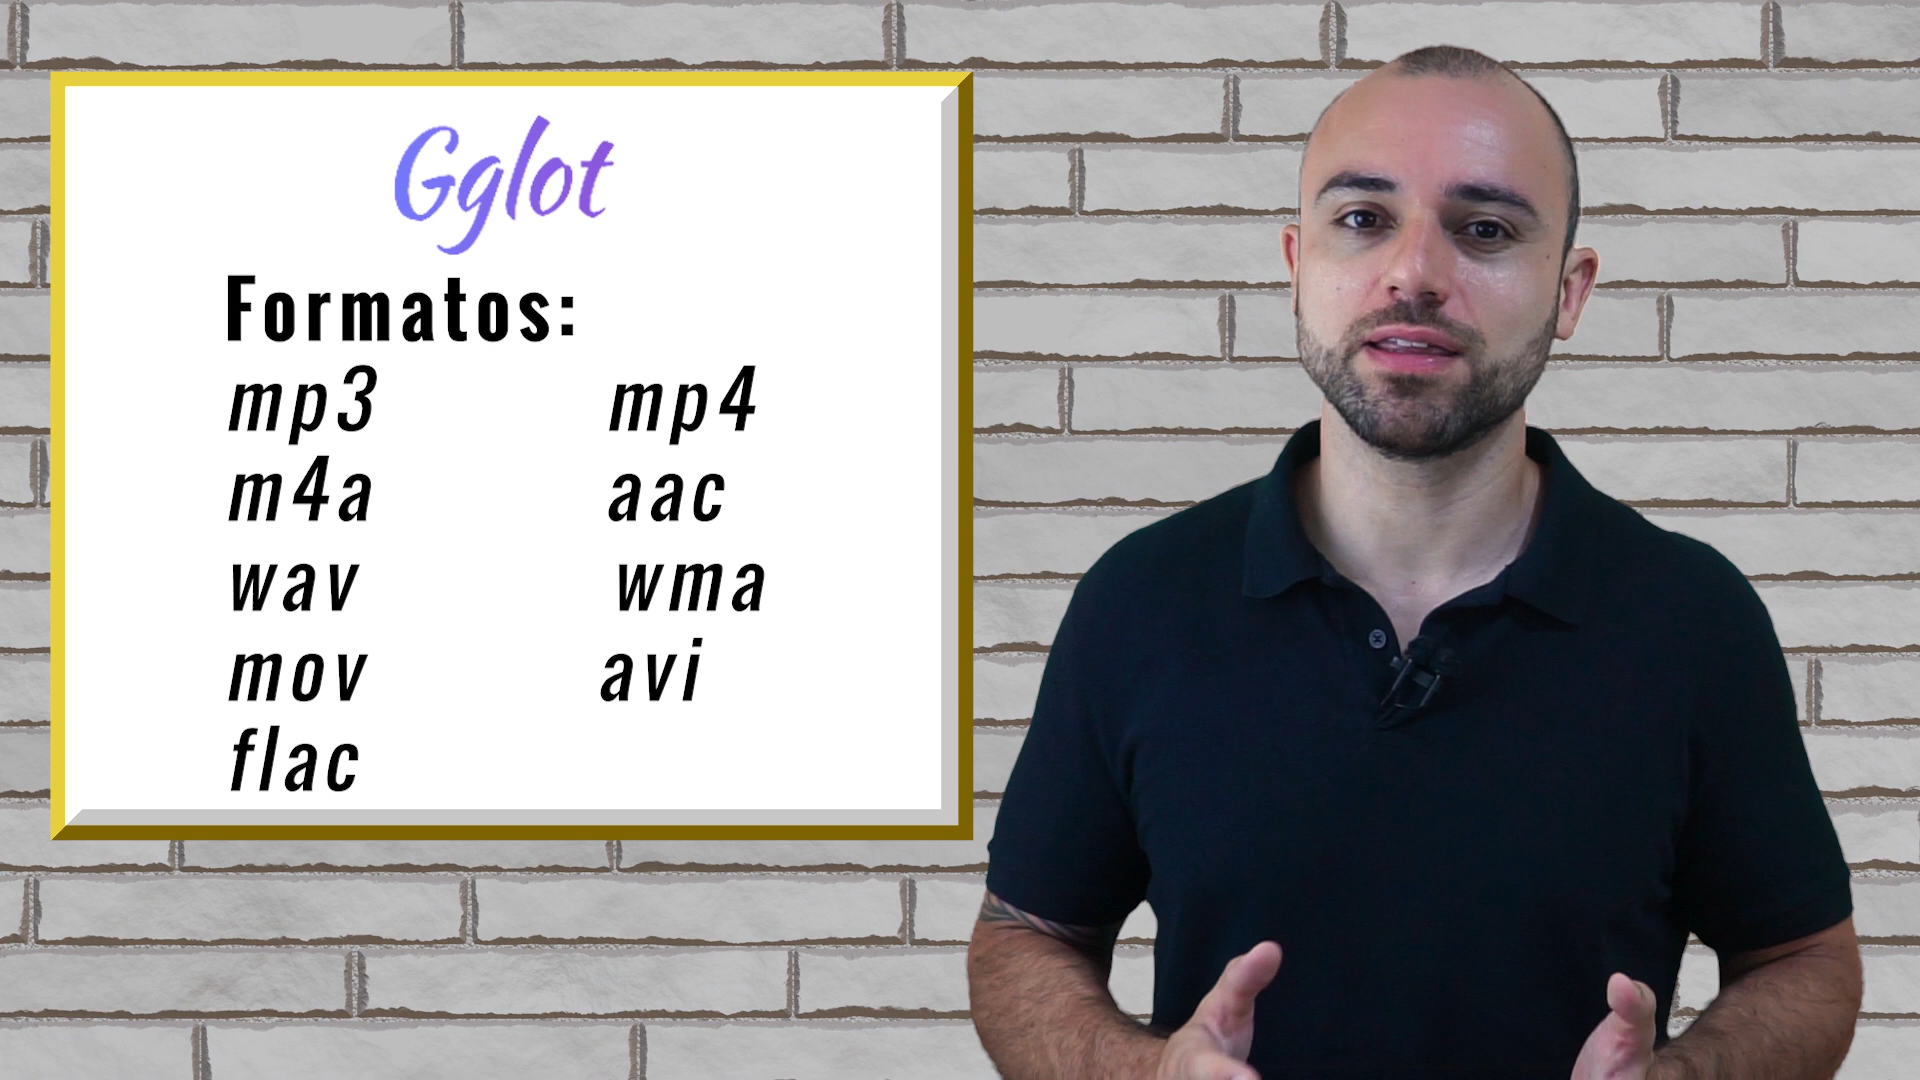 Gglot
Formatos:
mp3 mp4
m4a aac
wav wma
mov avi
flac